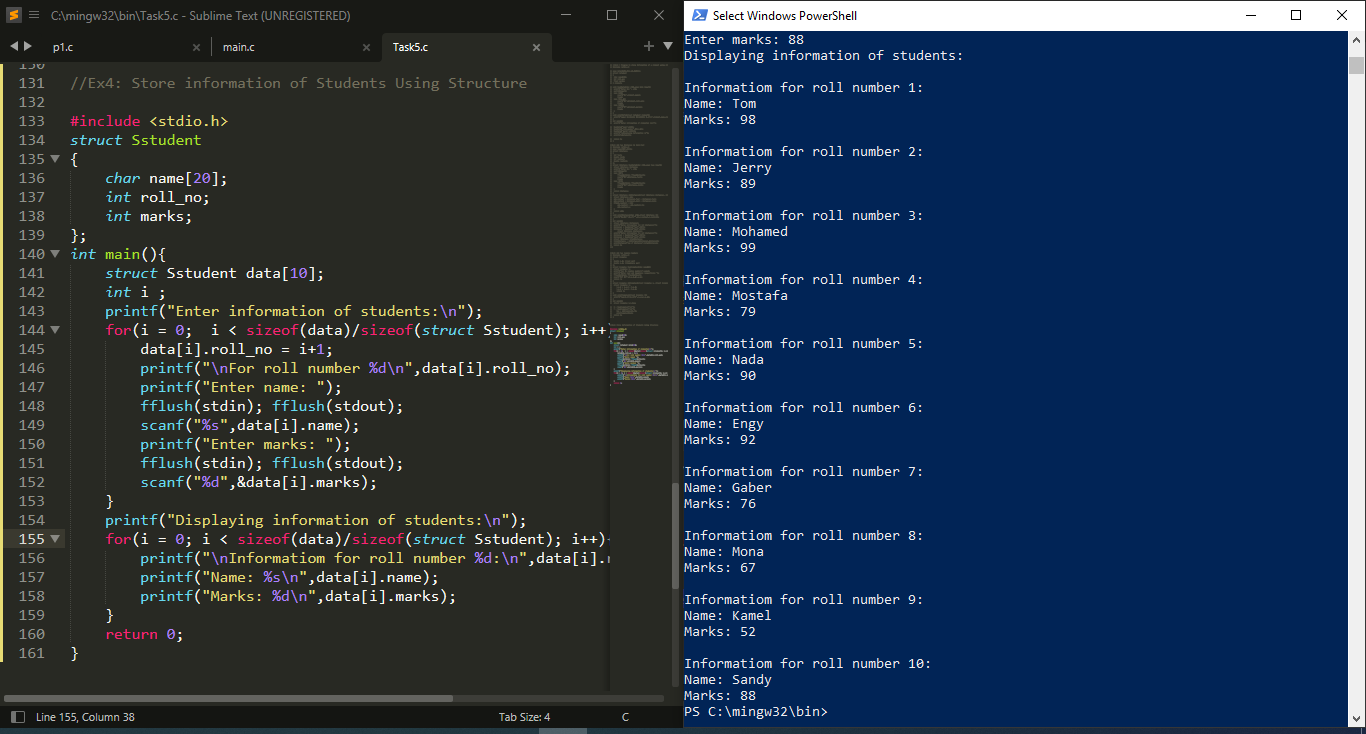 C:\mingw32\bin\Task5.c - Sublime Text (UNREGISTERED)
p1.c
main.c
Task5.c
130
131 //Ex4: Store information of Students Using Structure
132
133 #include <stdio.h>
134 struct Sstudent
135 {
136 char name[20];
137 int roll_no;
138 int marks;
139 };
140 int main(){
141 struct Sstudent data[10];
142 int i ;
143 printf("Enter information of students:\n");
144 for(i = 0;  i < sizeof(data)/sizeof(struct Sstudent); i++
145 data[i].roll_no = i+1;
146 printf("\nFor roll number %d\n",data[i].roll_no);
147 printf("Enter name: ");
148 fflush(stdin); fflush(stdout);
149 scanf("%s",data[i].name);
150 printf("Enter marks: ");
151 fflush(stdin); fflush(stdout);
152 scanf("%d",&data[i].marks);
153 }
154 printf("Displaying information of students:\n");
155 for(i = 0; i < sizeof(data)/sizeof(struct Sstudent); i++)
156 printf("\nInformatiom for roll number %d:\n",data[i].
157 printf("Name: %s\n",data[i].name);
158 printf("Marks: %d\n",data[i].marks);
159 }
160 return 0;
161 }
Line 155, Column 38
Tab Size: 4
C
Select Windows PowerShell
Enter marks: 88
Displaying information of students:
Informatiom for roll number 1:
Name: Tom
Marks: 98
Informatiom for roll number 2:
Name: Jerry
Marks: 89
Informatiom for roll number 3:
Name: Mohamed
Marks: 99
Informatiom for roll number 4:
Name: Mostafa
Marks: 79
Informatiom for roll number 5:
Name: Nada
Marks: 90
Informatiom for roll number 6:
Name: Engy
Marks: 92
Informatiom for roll number 7:
Name: Gaber
Marks: 76
Informatiom for roll number 8:
Name: Mona
Marks: 67
Informatiom for roll number 9:
Name: Kamel
Marks: 52
Informatiom for roll number 10:
Name: Sandy
Marks: 88
PS C:\mingw32\bin>